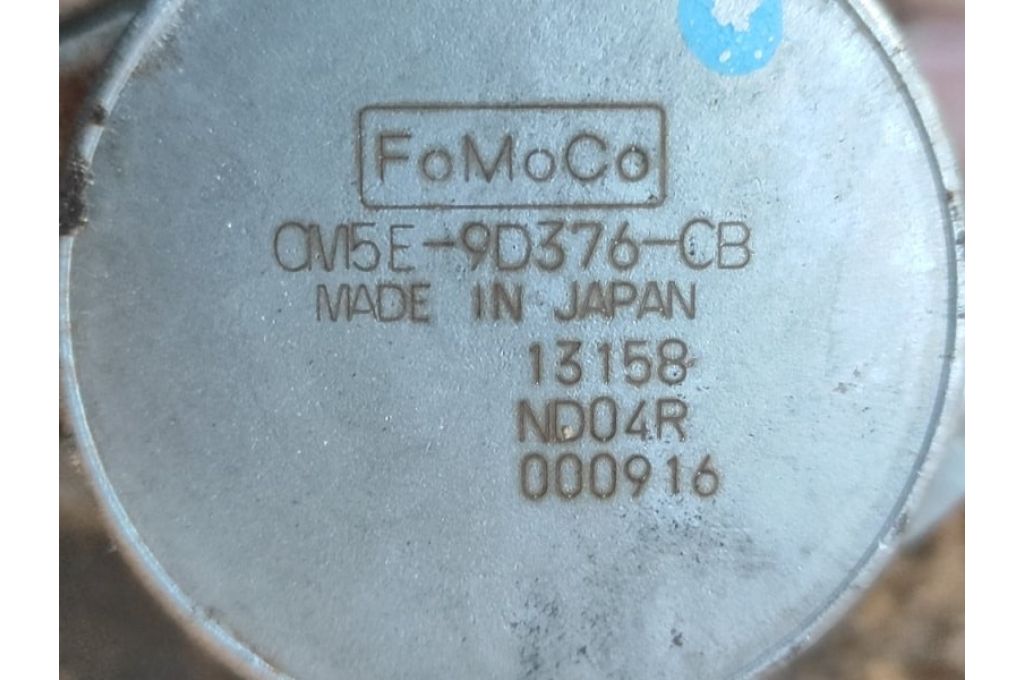 FoMoCo
CM5E-9D376-CB
MADE IN JAPAN
13158
ND04R
000916